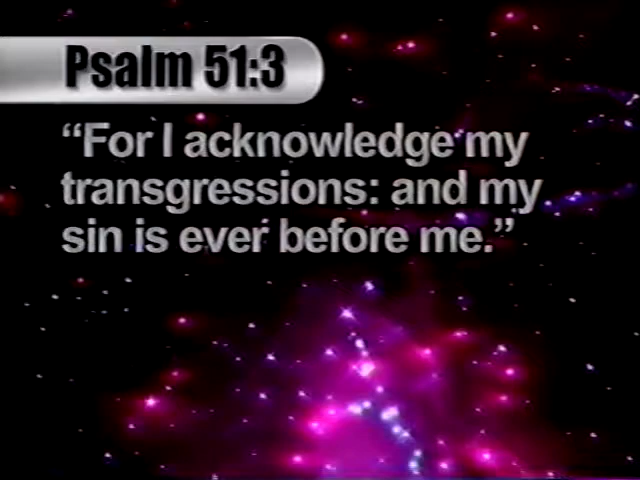 Psalm 51:3
“For I acknowledge my
transgressions: and my
sin is ever before me.”